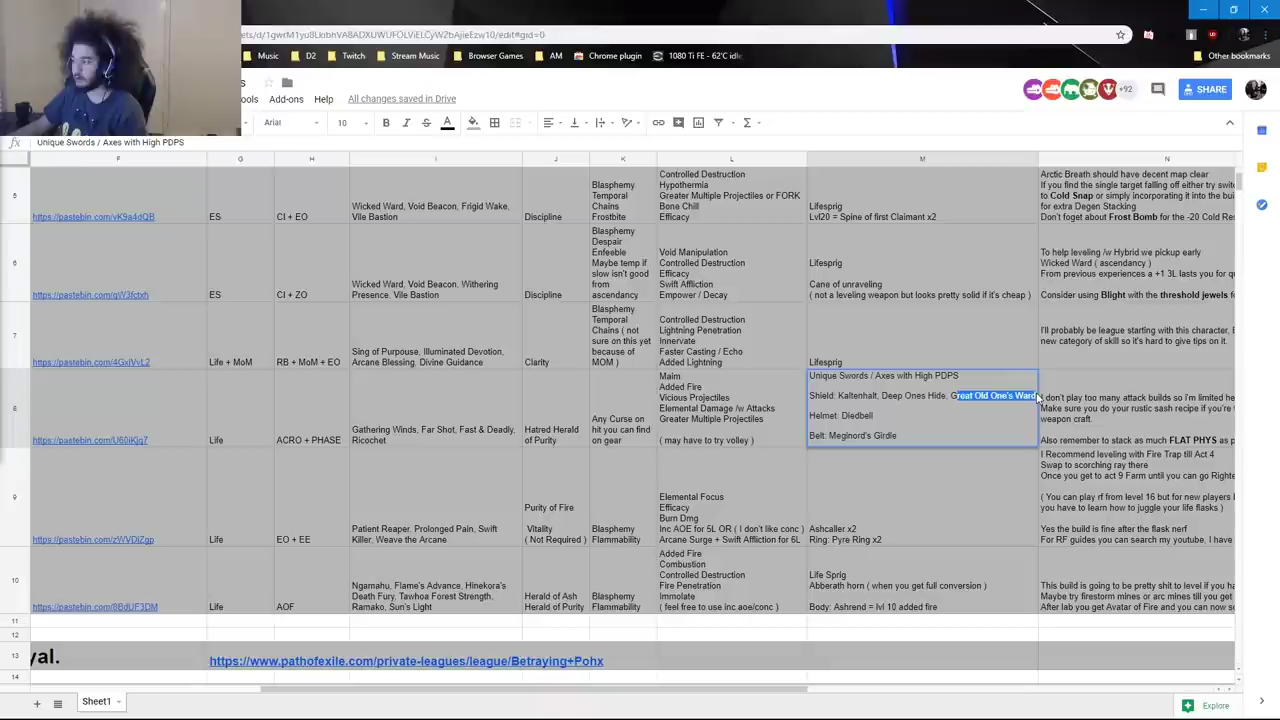 ets/d/1gwrM1yu8LlobhVA8ADXUWUFOLViELCyW2bAjieEzw10/edit#gid=0
Music D2 Twitch Stream Music Browser Games AM Chrome plugin 1080 Ti FE - 62°C idle. Other bookmarks
S
+92 SHARE
ools Add-ons Help All changes saved in Drive
Arial 10 B I S A
fx Unique Swords / Axes with High PDPS
F G H I J K L M N
5
https://pastebin.com/vK9a4dQB
ES
CI + EO
Wicked Ward, Void Beacon, Frigid Wake,
Vile Bastion
Discipline
Blasphemy
Temporal
Chains
Frostbite
Controlled Destruction
Hypothermia
Greater Multiple Projectiles or FORK
Bone Chill
Efficacy
Lifesprig
Lvl20 = Spine of first Claimant x2
Arctic Breath should have decent map clear
If you find the single target falling off either try swit
to Cold Snap or simply incorporating it into the bui
for extra Degen Stacking
Don't foget about Frost Bomb for the -20 Cold Res
6
https://pastebin.com/gW3fctxh
ES
CI + ZO
Wicked Ward, Void Beacon, Withering
Presence, Vile Bastion
Discipline
Blasphemy
Despair
Enfeeble
Maybe temp if
slow isn't good
from
ascendancy
Void Manipulation
Controlled Destruction
Efficacy
Swift Affliction
Empower / Decay
Lifesprig
Cane of unraveling
( not a leveling weapon but looks pretty solid if it's cheap )
To help leveling /w Hybrid we pickup early
Wicked Ward ( ascendancy )
From previous experiences a +1 3L lasts you for q
Consider using Blight with the threshold jewels fo
7
https://pastebin.com/4GxiVvL2
Life + MoM
RB + MoM + EO
Sing of Purpouse, Illuminated Devotion,
Arcane Blessing, Divine Guidance
Clarity
Blasphemy
Temporal
Chains ( not
sure on this yet
because of
MOM )
Controlled Destruction
Lightning Penetration
Innervate
Faster Casting / Echo
Added Lightning
Lifesprig
I'll probably be league starting with this character, B
new category of skill so it's hard to give tips on it.
8
https://pastebin.com/U60iKjq7
Life
ACRO + PHASE
Gathering Winds, Far Shot, Fast & Deadly,
Ricochet
Hatred Herald
of Purity
Any Curse on
hit you can find
on gear
Maim
Added Fire
Vicious Projectiles
Elemental Damage /w Attacks
Greater Multiple Projectiles
( may have to try volley )
Unique Swords / Axes with High PDPS
Shield: Kaltenhalt, Deep Ones Hide, Great Old One's Ward
Helmet: Diedbell
Belt: Meginord's Girdle
I don't play too many attack builds so i'm limited he
Make sure you do your rustic sash recipe if you're
weapon craft.
Also remember to stack as much FLAT PHYS as p
9
https://pastebin.com/zWVDiZgp
Life
EO + EE
Patient Reaper, Prolonged Pain, Swift
Killer, Weave the Arcane
Purity of Fire
Vitality
( Not Required )
Blasphemy
Flammability
Elemental Focus
Efficacy
Burn Dmg
Inc AOE for 5L OR ( I don't like conc )
Arcane Surge + Swift Affliction for 6L
Ashcaller x2
Ring: Pyre Ring x2
I Recommend leveling with Fire Trap till Act 4
Swap to scorching ray there
Once you get to act 9 Farm until you can go Righte
( You can play rf from level 16 but for new players l
you have to learn how to juggle your life flasks )
Yes the build is fine after the flask nerf
For RF guides you can search my youtube, I have
10
https://pastebin.com/8BdUF3DM
Life
AOF
Ngamahu, Flame's Advance, Hinekora's
Death Fury, Tawhoa Forest Strength,
Ramako, Sun's Light
Herald of Ash
Herald of Purity
Blasphemy
Flammability
Added Fire
Combustion
Controlled Destruction
Fire Penetration
Immolate
( feel free to use inc aoe/conc )
Life Sprig
Abberath horn ( when you get full conversion )
Body: Ashrend = lvl 10 added fire
This build is going to be pretty shit to level if you ha
Maybe try firestorm mines or arc mines till you get
After lab you get Avatar of Fire and you can now sc
11
12
13
yal.
https://www.pathofexile.com/private-leagues/league/Betraying+Pohx
14
Sheet1
Explore